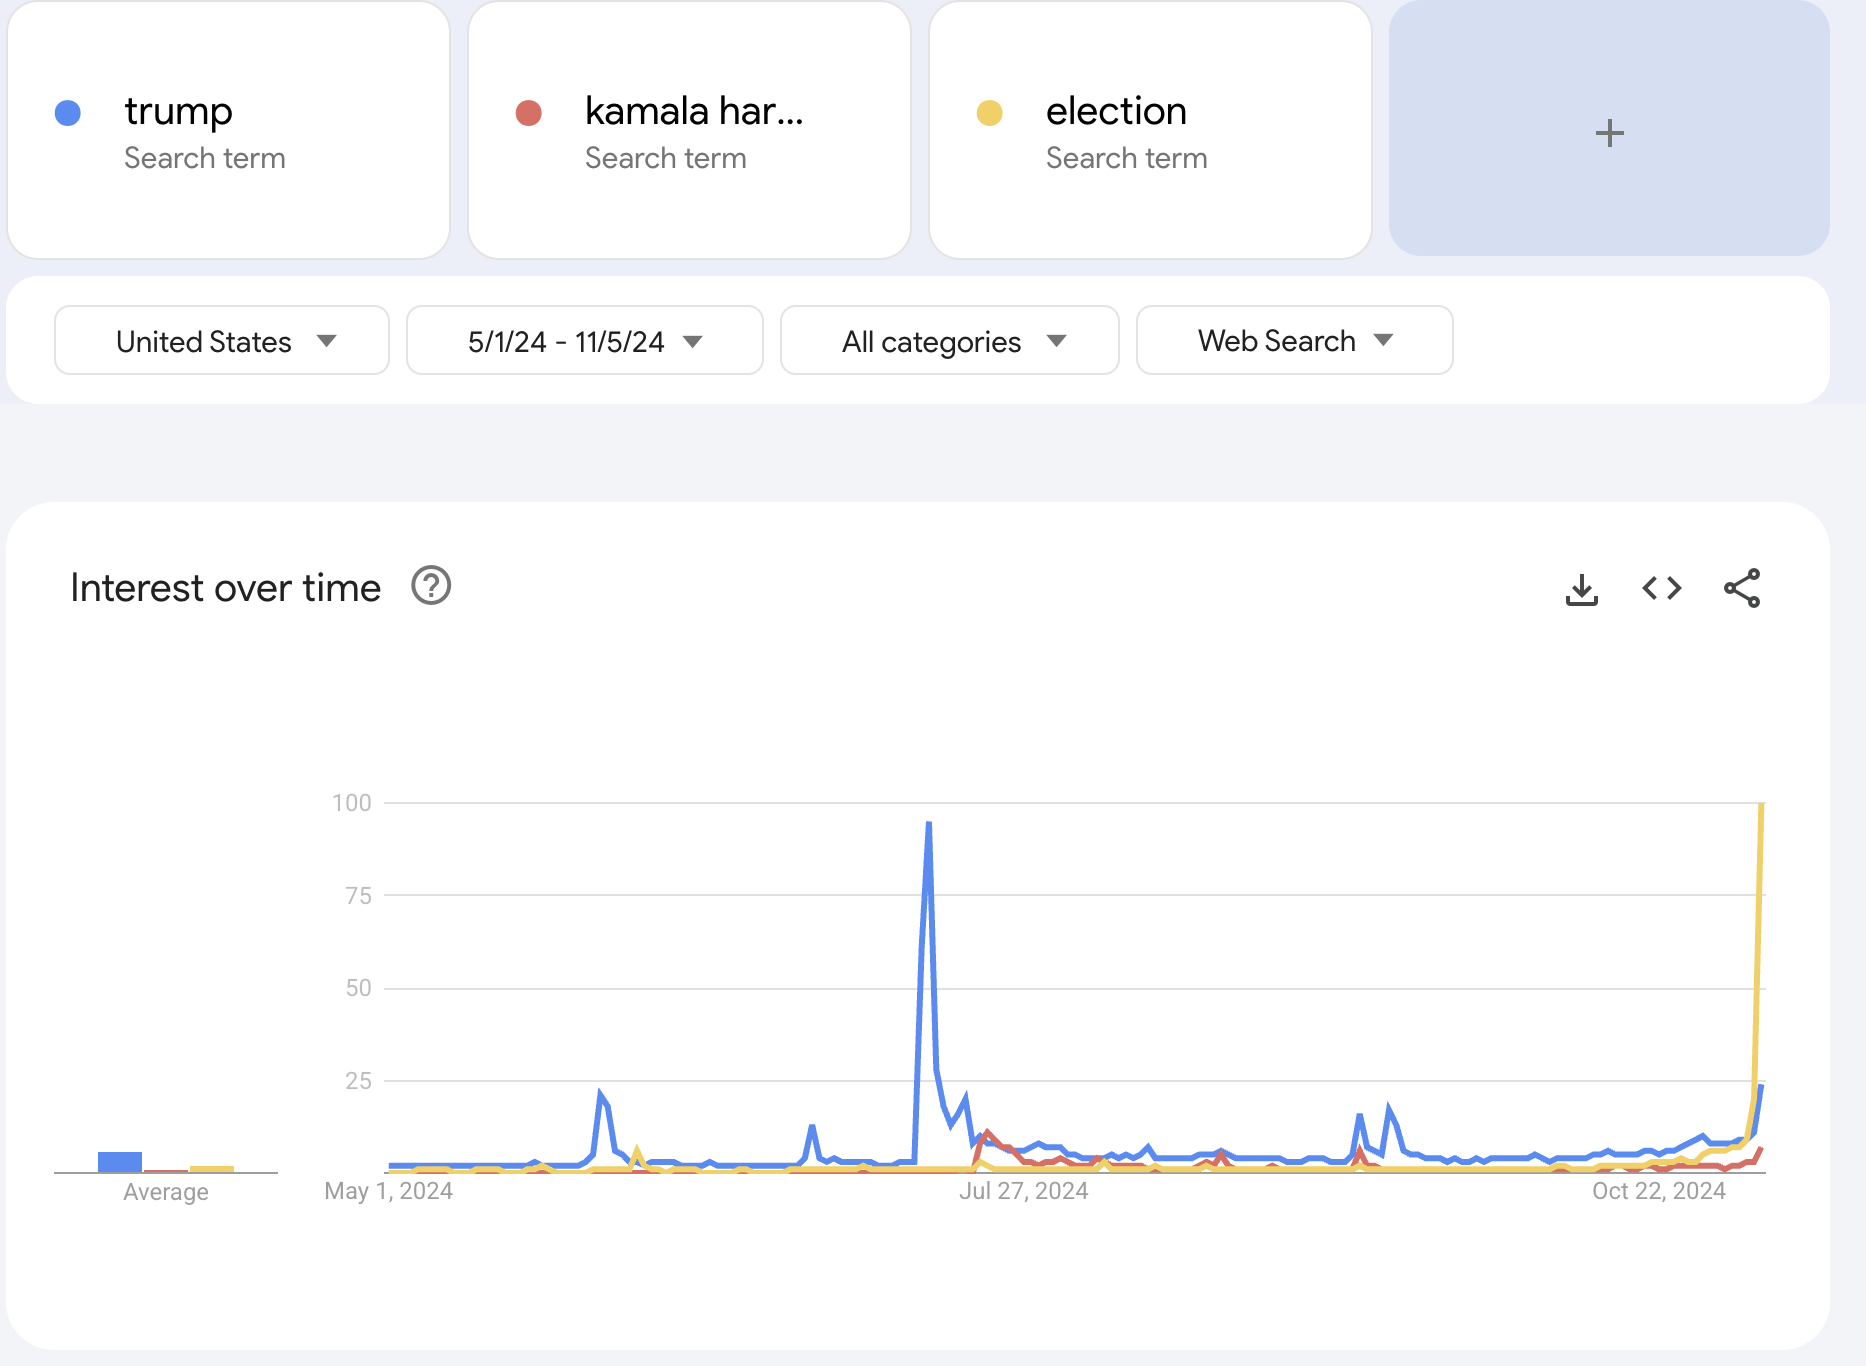 trump
Search term
kamala har...
Search term
election
Search term
+
United States
5/1/24 - 11/5/24
All categories
Web Search
Interest over time
?
100
75
50
25
Average
May 1, 2024
Jul 27, 2024
Oct 22, 2024